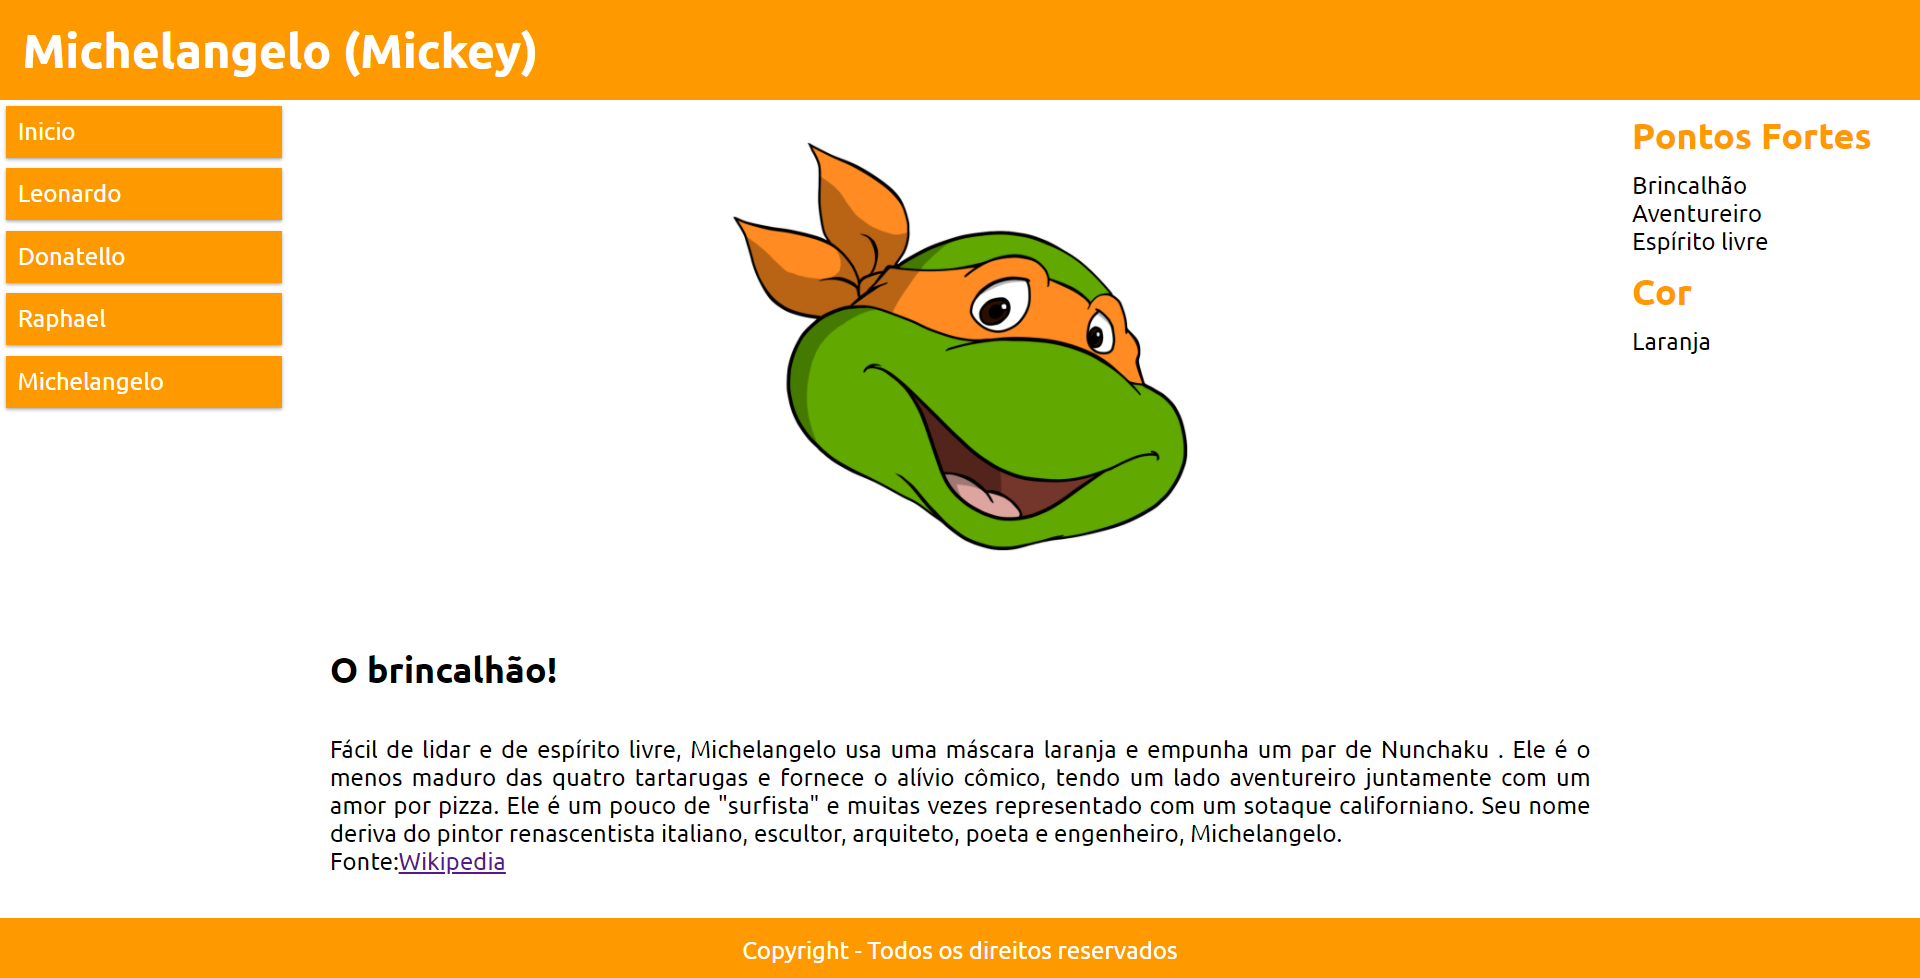 Michelangelo (Mickey)
Inicio
Leonardo
Donatello
Raphael
Michelangelo
O brincalhão!
Fácil de lidar e de espírito livre, Michelangelo usa uma máscara laranja e empunha um par de Nunchaku . Ele é o
menos maduro das quatro tartarugas e fornece o alívio cômico, tendo um lado aventureiro juntamente com um
amor por pizza. Ele é um pouco de "surfista" e muitas vezes representado com um sotaque californiano. Seu nome
deriva do pintor renascentista italiano, escultor, arquiteto, poeta e engenheiro, Michelangelo.
Fonte:Wikipedia
Pontos Fortes
Brincalhão
Aventureiro
Espírito livre
Cor
Laranja
Copyright - Todos os direitos reservados